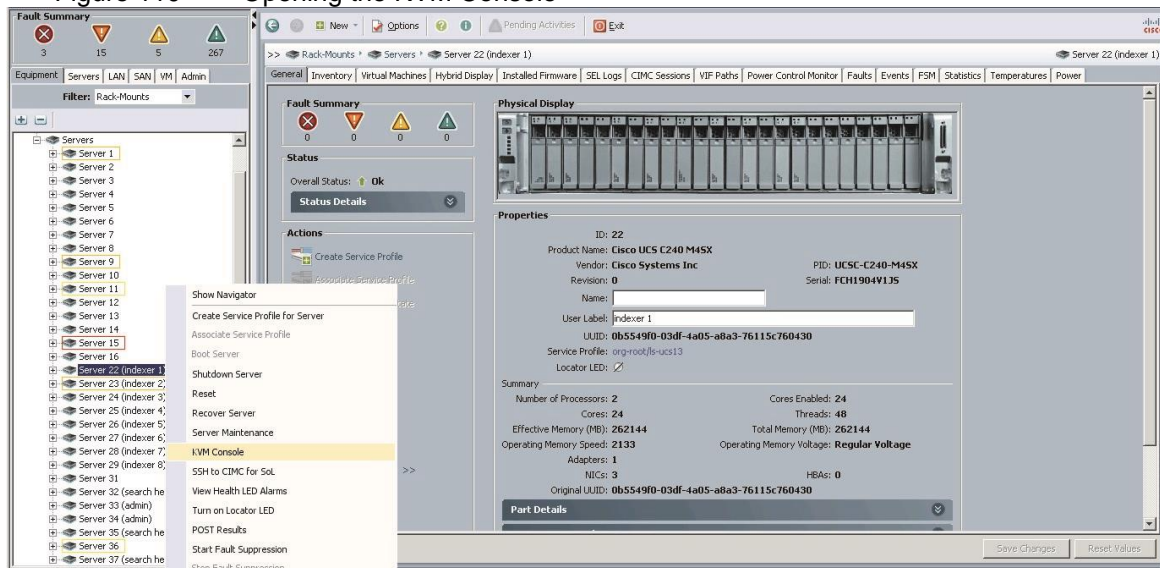 Figure 110 Opening the KVM Console
Fault Summary
3 15 5 267
New Options Pending Activities Exit
cisco
>> Rack-Mounts Servers Server 22 (indexer 1) Server 22 (indexer 1)
Equipment Servers LAN SAN VM Admin
General Inventory Virtual Machines Hybrid Display Installed Firmware SEL Logs CIMC Sessions VIF Paths Power Control Monitor Faults Events FSM Statistics Temperatures Power
Filter: Rack-Mounts
Servers
Server 1
Server 2
Server 3
Server 4
Server 5
Server 6
Server 7
Server 8
Server 9
Server 10
Server 11
Server 12
Server 13
Server 14
Server 15
Server 16
Server 22 (indexer 1)
Server 23 (indexer 2)
Server 24 (indexer 3)
Server 25 (indexer 4)
Server 26 (indexer 5)
Server 27 (indexer 6)
Server 28 (indexer 7)
Server 29 (indexer 8)
Server 31
Server 32 (search he
Server 33 (admin)
Server 34 (admin)
Server 35 (search he
Server 36
Server 37 (search he
Show Navigator
Create Service Profile for Server
Associate Service Profile
Boot Server
Shutdown Server
Reset
Recover Server
Server Maintenance
KVM Console
SSH to CIMC for SoL
View Health LED Alarms
Turn on Locator LED
POST Results
Start Fault Suppression
Stop Fault Suppression
Fault Summary
0 0 0 0
Status
Overall Status: Ok
Status Details
Actions
Create Service Profile
Associate Service Profile
>>
Physical Display
Properties
ID: 22
Product Name: Cisco UCS C240 M4SX
Vendor: Cisco Systems Inc PID: UCSC-C240-M4SX
Revision: 0 Serial: FCH1904V1JS
Name:
User Label: indexer 1
UUID: 0b5549f0-03df-4a05-a8a3-76115c760430
Service Profile: org-root/ls-ucs13
Locator LED:
Summary
Number of Processors: 2 Cores Enabled: 24
Cores: 24 Threads: 48
Effective Memory (MB): 262144 Total Memory (MB): 262144
Operating Memory Speed: 2133 Operating Memory Voltage: Regular Voltage
Adapters: 1
NICs: 3 HBAs: 0
Original UUID: 0b5549f0-03df-4a05-a8a3-76115c760430
Part Details
Save Changes Reset Values